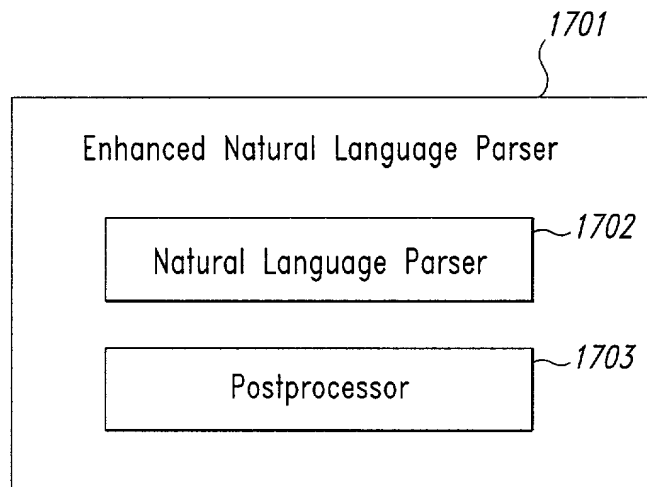 1701
Enhanced Natural Language Parser
1702
Natural Language Parser
1703
Postprocessor